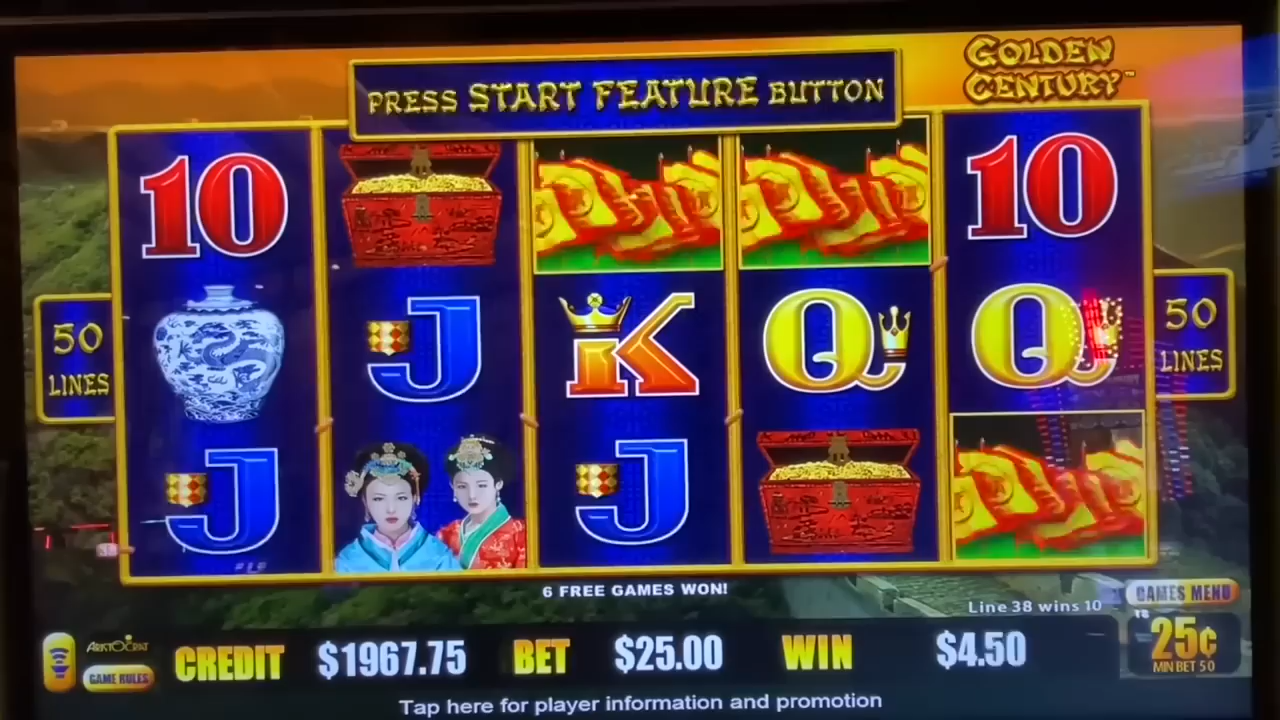 GOLDEN
CENTURY™
PRESS START FEATURE BUTTON
10
10
50
LINES
J
K
Q
Q
50
LINES
J
J
6 FREE GAMES WON!
Line 38 wins 10
GAMES MENU
ARISTOCRAT
GAME RULES
CREDIT $1967.75 BET $25.00 WIN $4.50
25¢
MIN BET 50
Tap here for player information and promotion